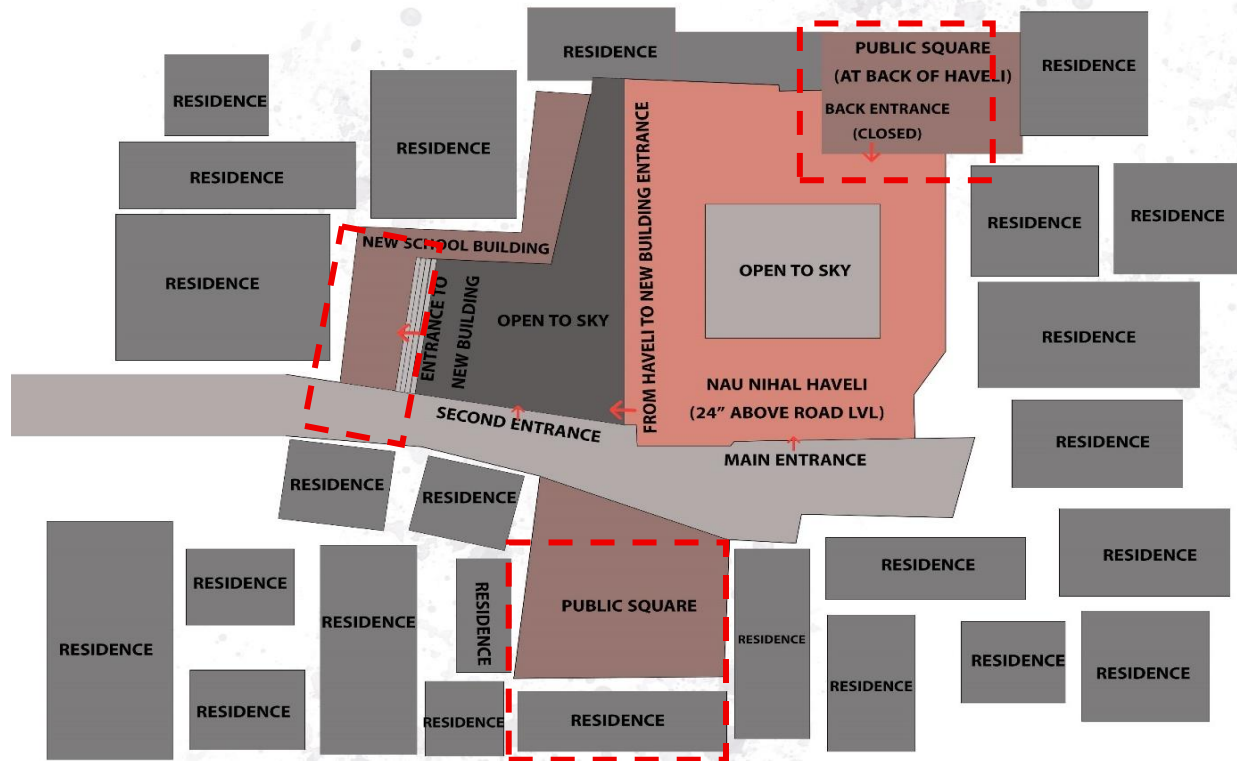 RESIDENCE
PUBLIC SQUARE
(AT BACK OF HAVELI)
RESIDENCE
RESIDENCE
BACK ENTRANCE
(CLOSED)
RESIDENCE
RESIDENCE
RESIDENCE
RESIDENCE
NEW SCHOOL BUILDING
OPEN TO SKY
RESIDENCE
FROM HAVELI TO NEW BUILDING ENTRANCE
ENTRANCE TO
NEW BUILDING
OPEN TO SKY
RESIDENCE
NAU NIHAL HAVELI
(24” ABOVE ROAD LVL)
SECOND ENTRANCE
MAIN ENTRANCE
RESIDENCE
RESIDENCE
RESIDENCE
RESIDENCE
RESIDENCE
RESIDENCE
RESIDENCE
PUBLIC SQUARE
RESIDENCE
RESIDENCE
RESIDENCE
RESIDENCE
RESIDENCE
RESIDENCE
RESIDENCE
RESIDENCE
RESIDENCE
RESIDENCE